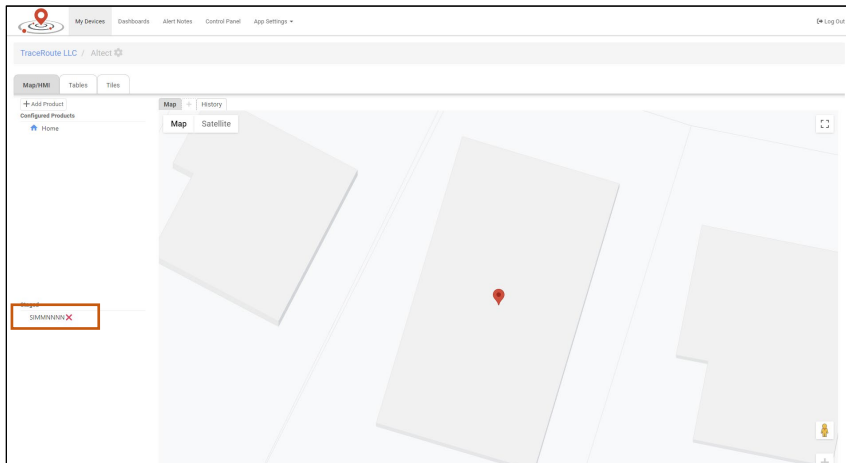 My Devices Dashboards Alert Notes Control Panel App Settings Log Out
TraceRoute LLC / Altect
Map/HMI Tables Tiles
+ Add Product
Configured Products
Home
Map + History
Map Satellite
Staged
SIMMNNNN